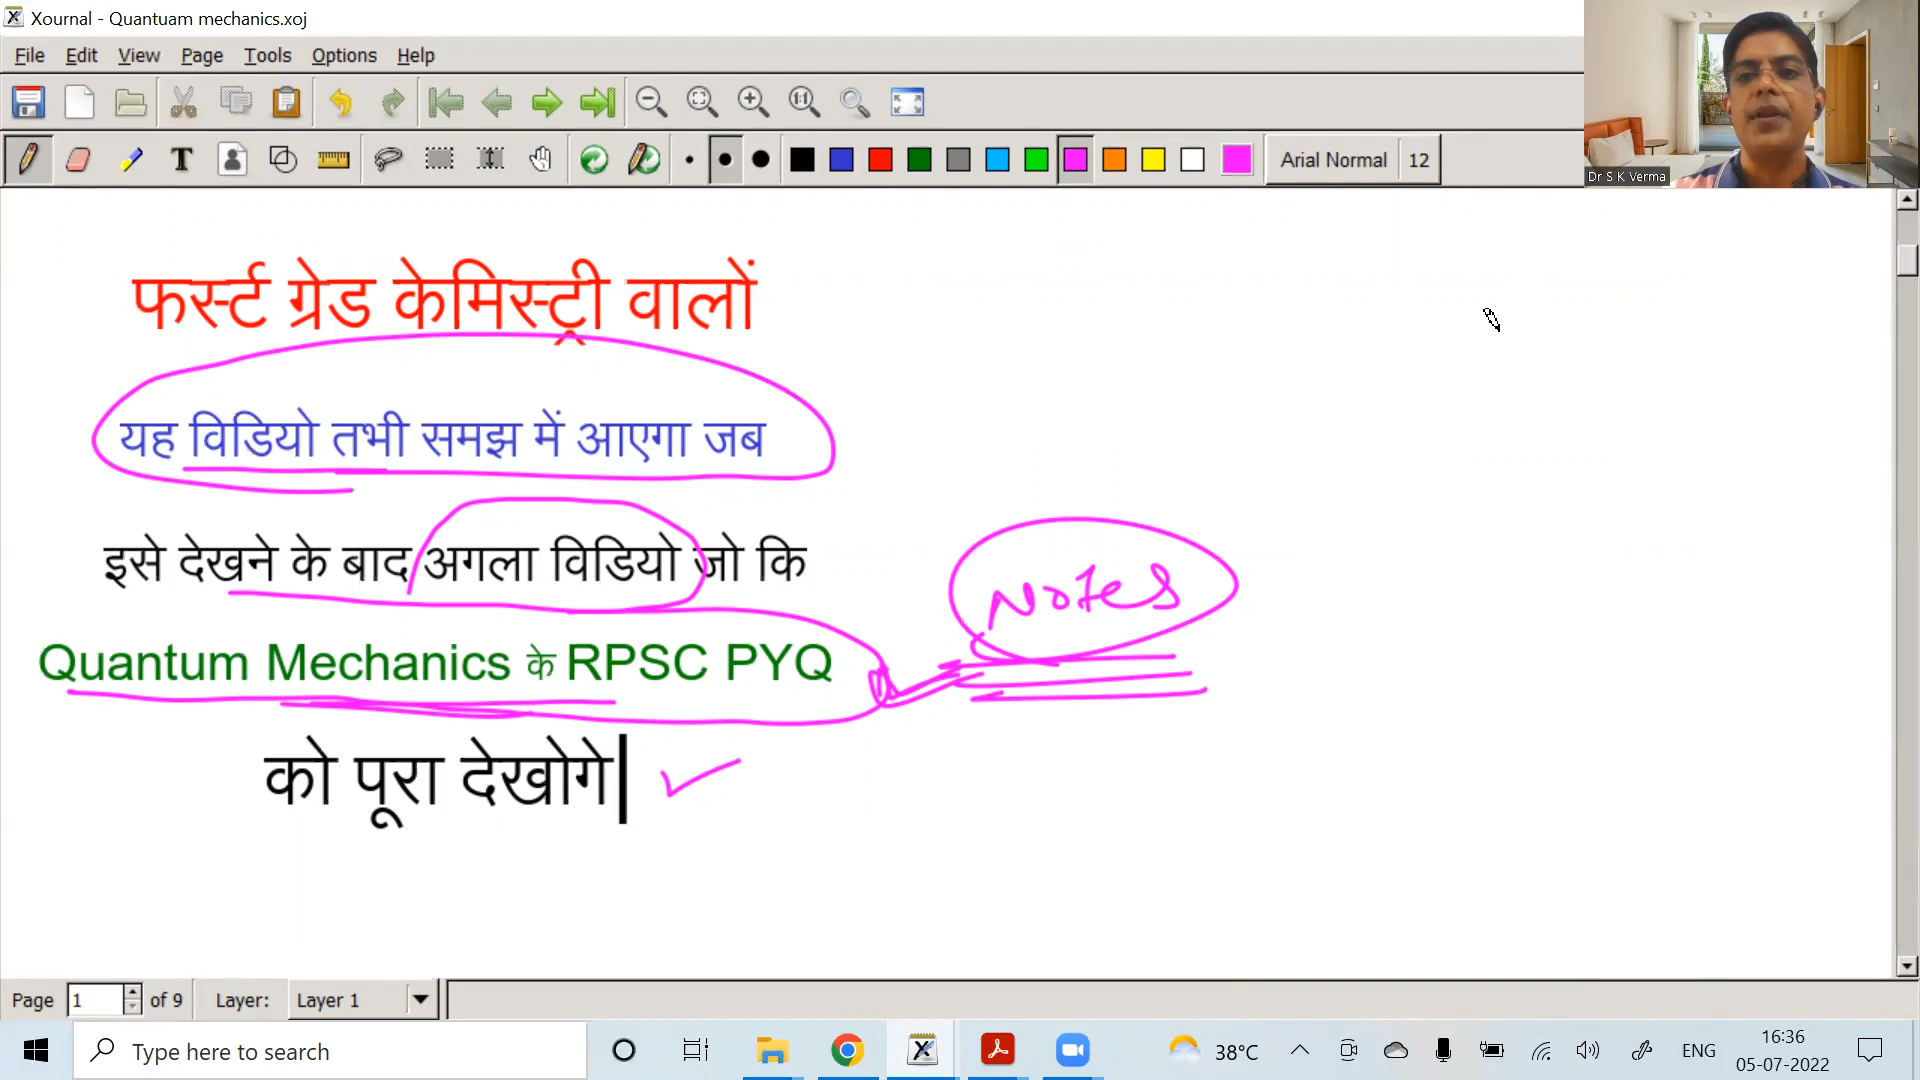 Xournal - Quantuam mechanics.xoj
File Edit View Page Tools Options Help
Arial Normal 12
Dr S K Verma
फर्स्ट ग्रेड केमिस्ट्री वालों
यह विडियो तभी समझ में आएगा जब
इसे देखने के बाद अगला विडियो जो कि
Notes
Quantum Mechanics के RPSC PYQ
को पूरा देखोगे|
Page 1 of 9 Layer: Layer 1
Type here to search
38°C
ENG
16:36
05-07-2022